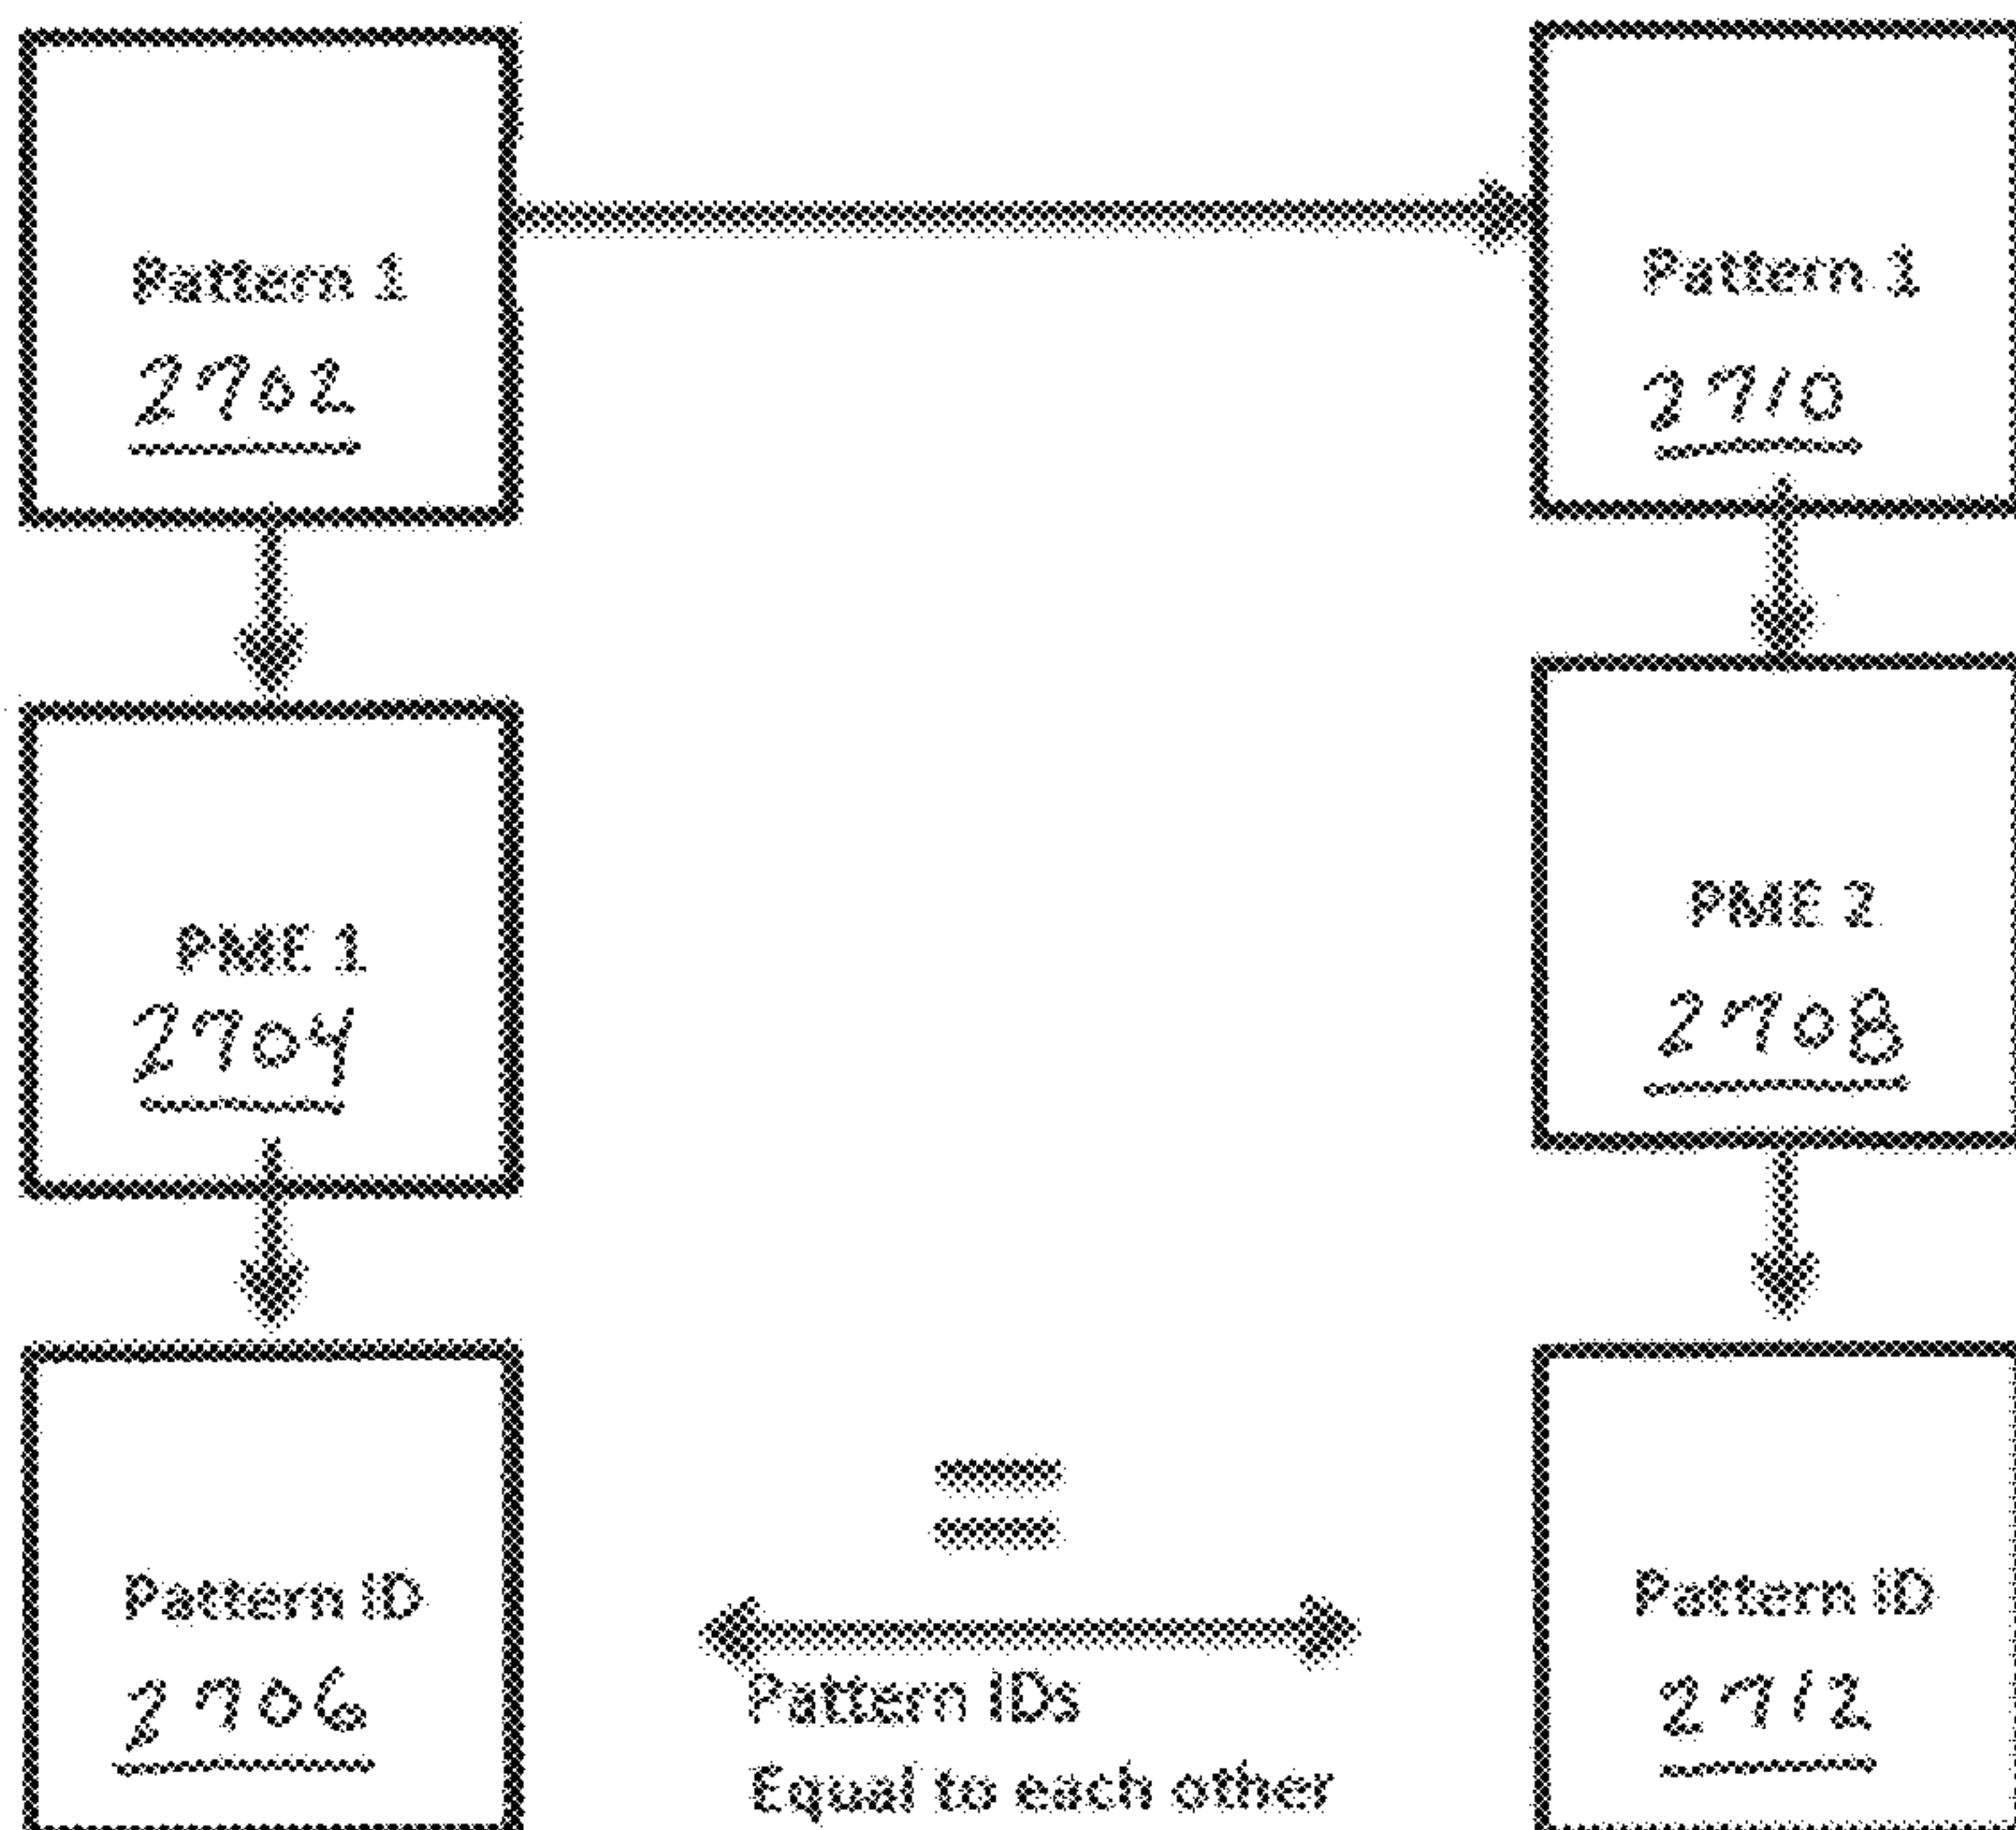 Pattern 1
2702
Pattern 1
2710
PME 1
2704
PME 2
2708
Pattern ID
2706
=
Pattern IDs
Equal to each other
Pattern ID
2712